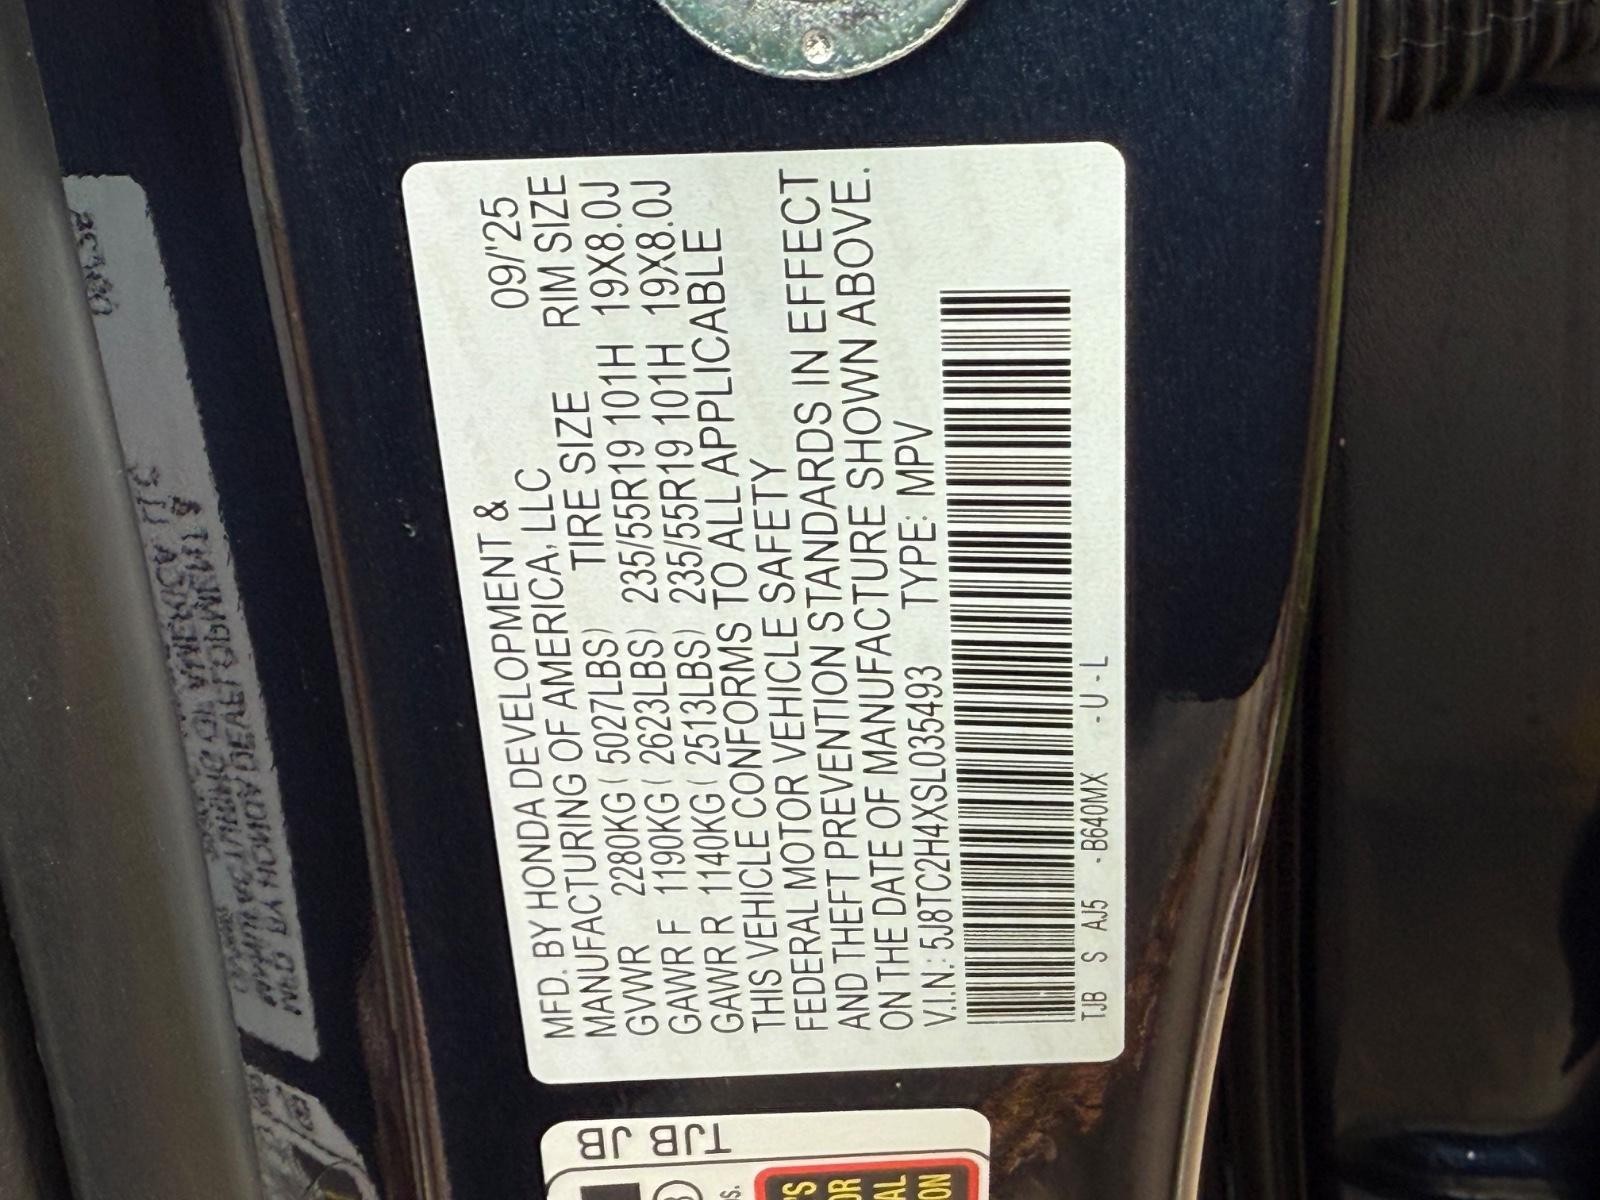 MFD. BY HONDA DEVELOPMENT &
MANUFACTURING OF AMERICA, LLC 09/'25
GVWR 2280KG ( 5027LBS) TIRE SIZE RIM SIZE
GAWR F 1190KG ( 2623LBS) 235/55R19 101H 19X8.0J
GAWR R 1140KG ( 2513LBS) 235/55R19 101H 19X8.0J
THIS VEHICLE CONFORMS TO ALL APPLICABLE
FEDERAL MOTOR VEHICLE SAFETY
AND THEFT PREVENTION STANDARDS IN EFFECT
ON THE DATE OF MANUFACTURE SHOWN ABOVE.
V.I.N.: 5J8TC2H4XSL035493 TYPE: MPV
TJB S AJ5 -B640MX -U-L
TJB
JB